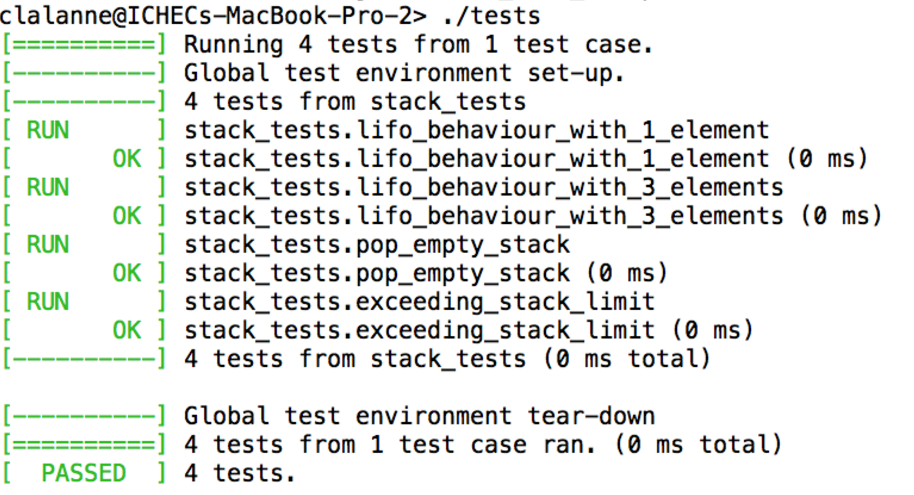 clalanne@ICHECs-MacBook-Pro-2> ./tests
[==========] Running 4 tests from 1 test case.
[----------] Global test environment set-up.
[----------] 4 tests from stack_tests
[ RUN      ] stack_tests.lifo_behaviour_with_1_element
[       OK ] stack_tests.lifo_behaviour_with_1_element (0 ms)
[ RUN      ] stack_tests.lifo_behaviour_with_3_elements
[       OK ] stack_tests.lifo_behaviour_with_3_elements (0 ms)
[ RUN      ] stack_tests.pop_empty_stack
[       OK ] stack_tests.pop_empty_stack (0 ms)
[ RUN      ] stack_tests.exceeding_stack_limit
[       OK ] stack_tests.exceeding_stack_limit (0 ms)
[----------] 4 tests from stack_tests (0 ms total)

[----------] Global test environment tear-down
[==========] 4 tests from 1 test case ran. (0 ms total)
[  PASSED  ] 4 tests.